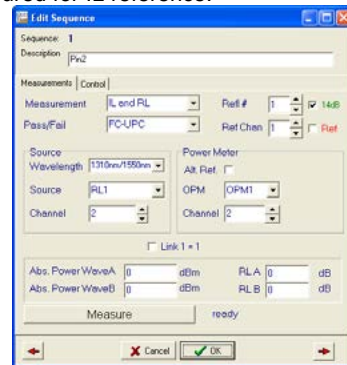 Edit Sequence
Sequence: 1
Description Pin2
Measurements Control
Measurement IL and RL Refl # 1 14dB
Pass/Fail FC-UPC Ref Chan 1 Ref
Source Power Meter
Wavelength 1310nm/1550nm Alt. Ref.
Source RL1 OPM OPM1
Channel 2 Channel 2
Link 1 = 1
Abs. Power WaveA 0 dBm RL A 0 dB
Abs. Power WaveB 0 dBm RL B 0 dB
Measure ready
Cancel OK